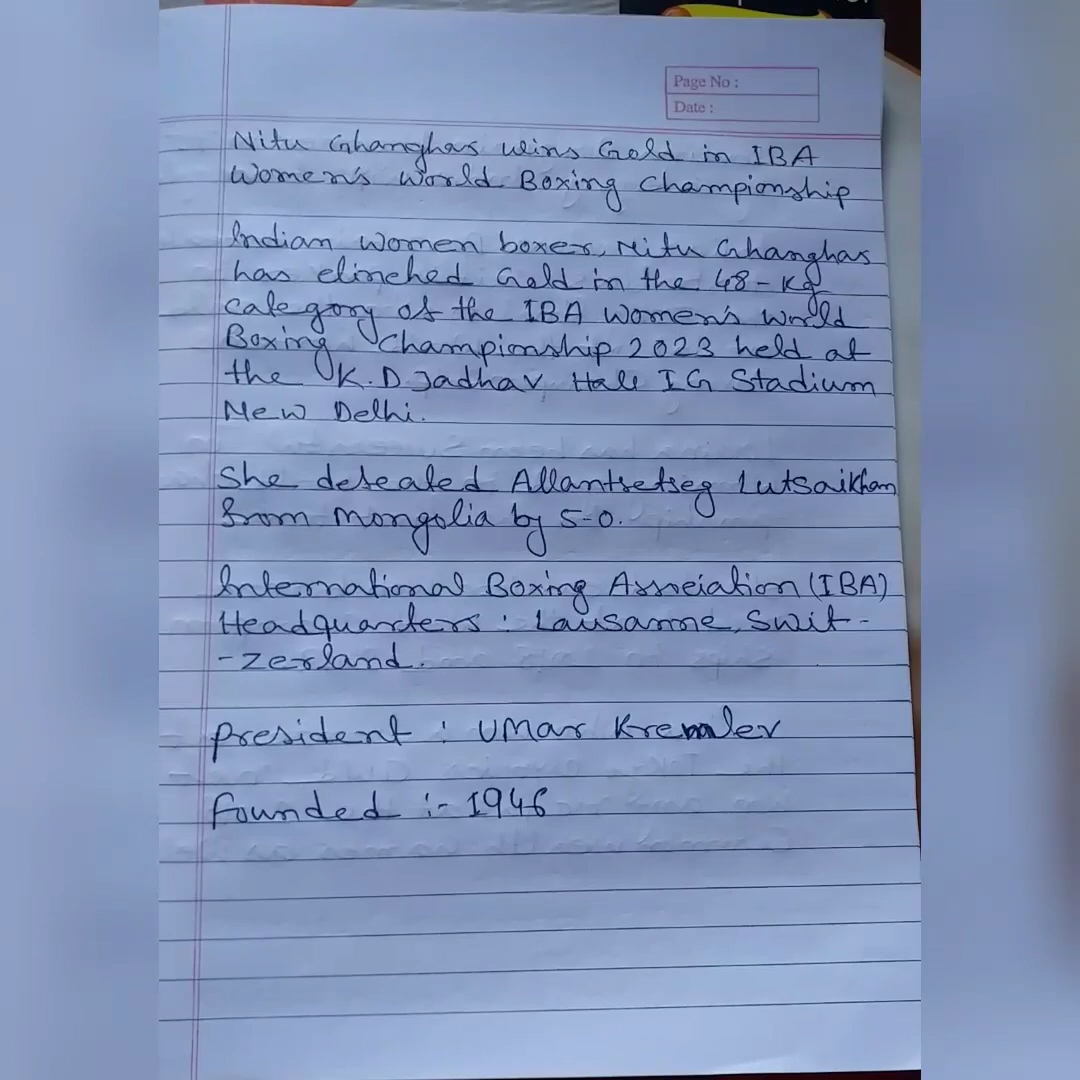 Page No :
Date :
Nitu Ghanghas wins Gold in IBA
Women's World Boxing Championship
Indian women boxer, Nitu Ghanghas
has clinched Gold in the 48-kg
category of the IBA Women's World
Boxing Championship 2023 held at
the K.D Jadhav Hall IG Stadium
New Delhi.
She defeated Allantsetseg Lutsaikhan
from Mongolia by 5-0.
International Boxing Association (IBA)
Headquarters : Lausanne, Swit-
-zerland.
president : UMar Kremlev
Founded :- 1946